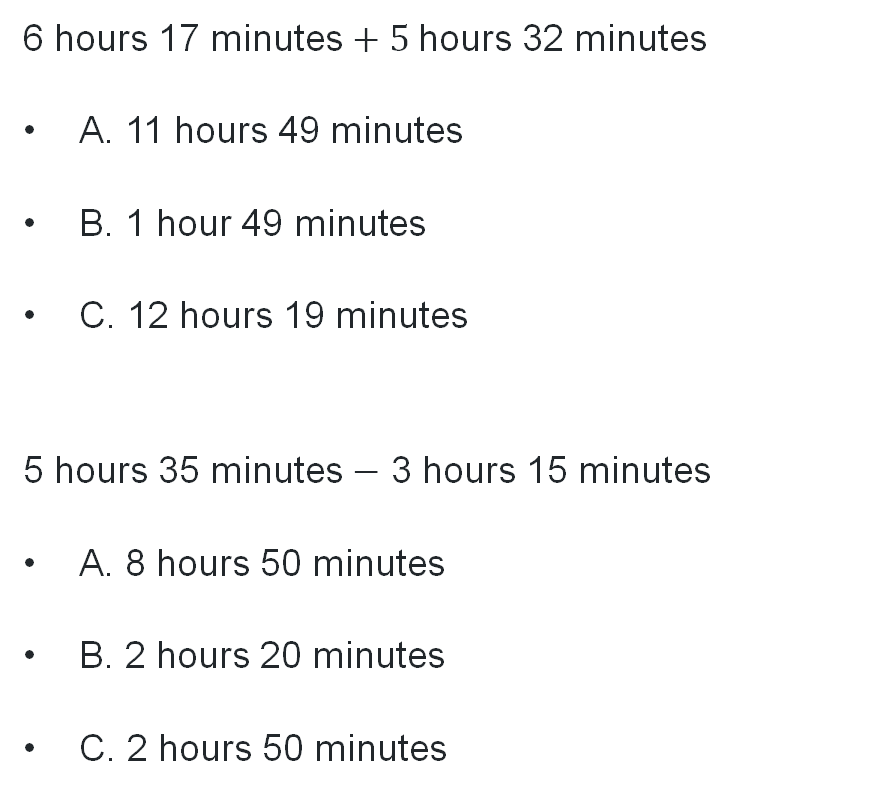 6 hours 17 minutes + 5 hours 32 minutes
• A. 11 hours 49 minutes
• B. 1 hour 49 minutes
• C. 12 hours 19 minutes
5 hours 35 minutes − 3 hours 15 minutes
• A. 8 hours 50 minutes
• B. 2 hours 20 minutes
• C. 2 hours 50 minutes